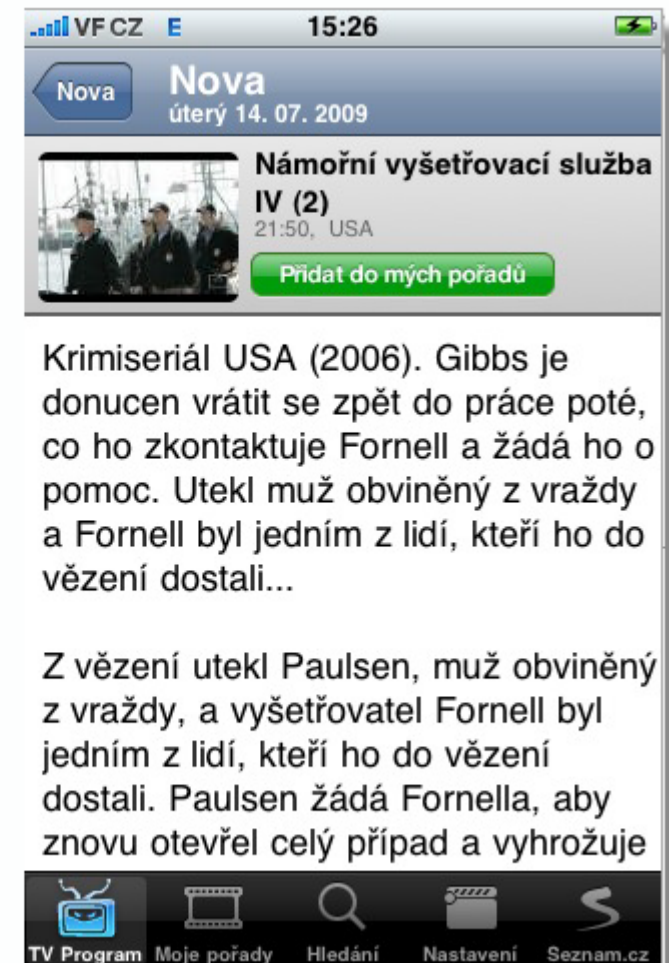 VF CZ E 15:26
Nova
Nova
úterý 14. 07. 2009
Námořní vyšetřovací služba
IV (2)
21:50, USA
Přidat do mých pořadů
Krimiseriál USA (2006). Gibbs je
donucen vrátit se zpět do práce poté,
co ho zkontaktuje Fornell a žádá ho o
pomoc. Utekl muž obviněný z vraždy
a Fornell byl jedním z lidí, kteří ho do
vězení dostali...
Z vězení utekl Paulsen, muž obviněný
z vraždy, a vyšetřovatel Fornell byl
jedním z lidí, kteří ho do vězení
dostali. Paulsen žádá Fornella, aby
znovu otevřel celý případ a vyhrožuje
TV Program Moje pořady Hledání Nastavení Seznam.cz